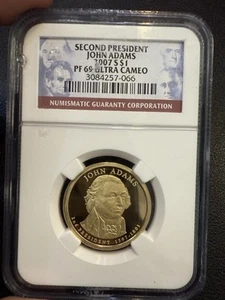 SECOND PRESIDENT
JOHN ADAMS
2007 S $1
PF 69 ULTRA CAMEO
3084257-066
NUMISMATIC GUARANTY CORPORATION
JOHN ADAMS
2nd PRESIDENT 1797-1801